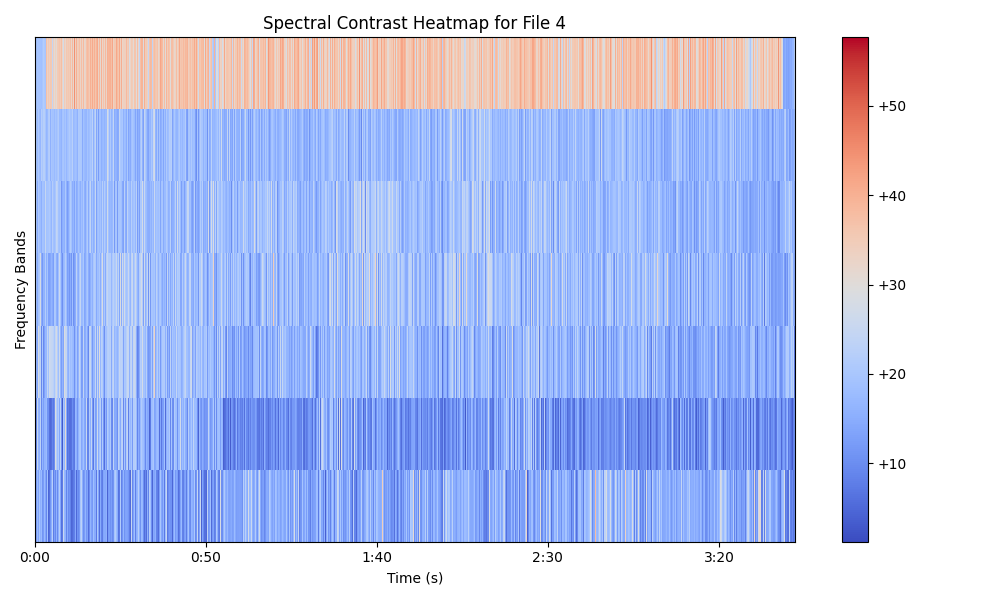 Spectral Contrast Heatmap for File 4
Frequency Bands
+50
+40
+30
+20
+10
0:00 0:50 1:40 2:30 3:20
Time (s)